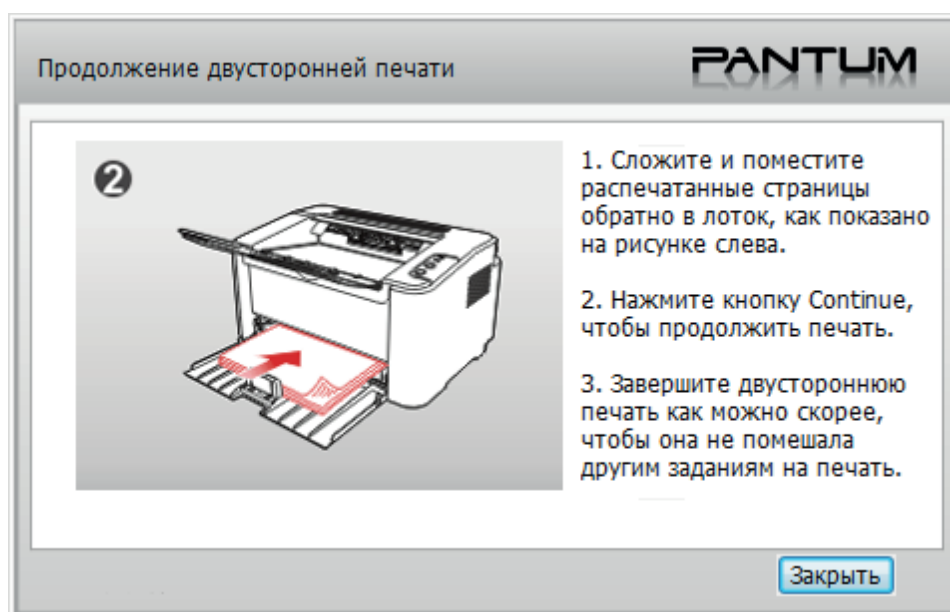 Продолжение двусторонней печати
PANTUM
2
1. Сложите и поместите
распечатанные страницы
обратно в лоток, как показано
на рисунке слева.
2. Нажмите кнопку Continue,
чтобы продолжить печать.
3. Завершите двустороннюю
печать как можно скорее,
чтобы она не помешала
другим заданиям на печать.
Закрыть